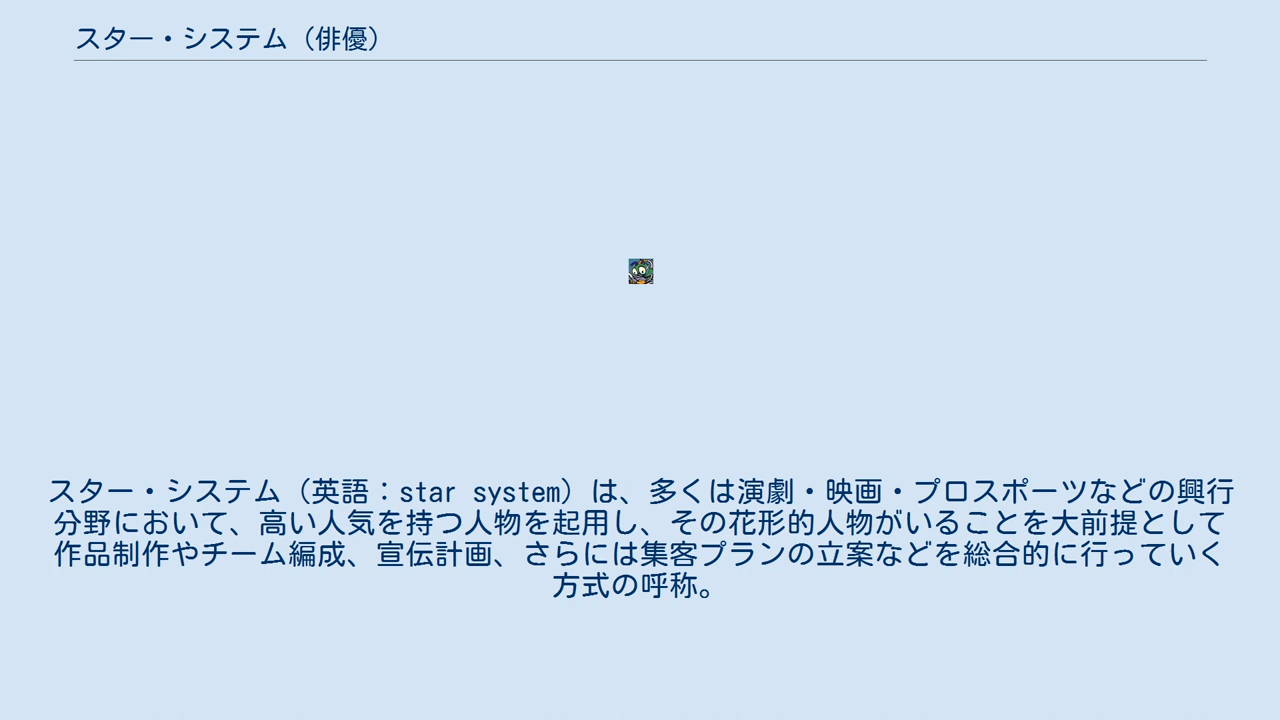 スター・システム（俳優）
スター・システム（英語：star system）は、多くは演劇・映画・プロスポーツなどの興行
分野において、高い人気を持つ人物を起用し、その花形的人物がいることを大前提として
作品制作やチーム編成、宣伝計画、さらには集客プランの立案などを総合的に行っていく
方式の呼称。